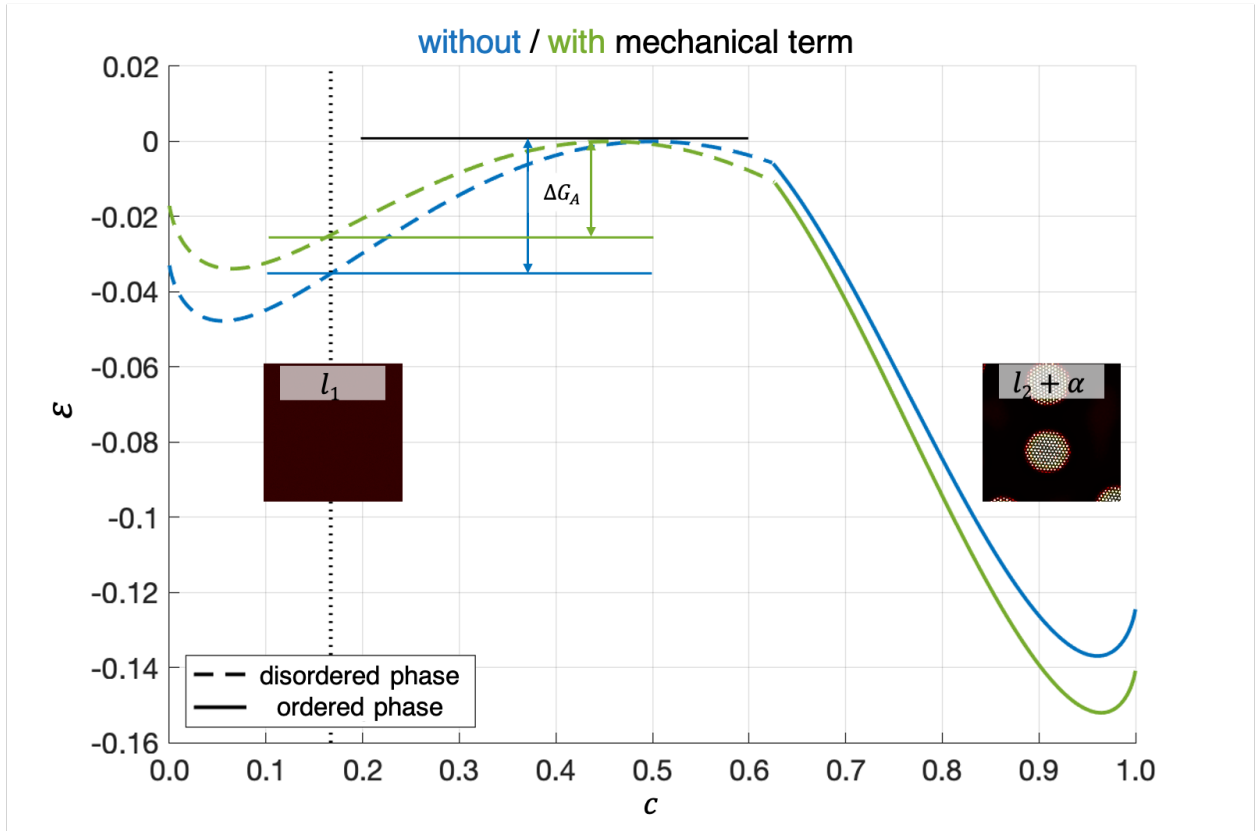 without / with mechanical term
0.02
0
-0.02
-0.04
-0.06
-0.08
-0.1
-0.12
-0.14
-0.16
ε
ΔG_A
l₁
l₂ + α
disordered phase
ordered phase
0.0 0.1 0.2 0.3 0.4 0.5 0.6 0.7 0.8 0.9 1.0
c